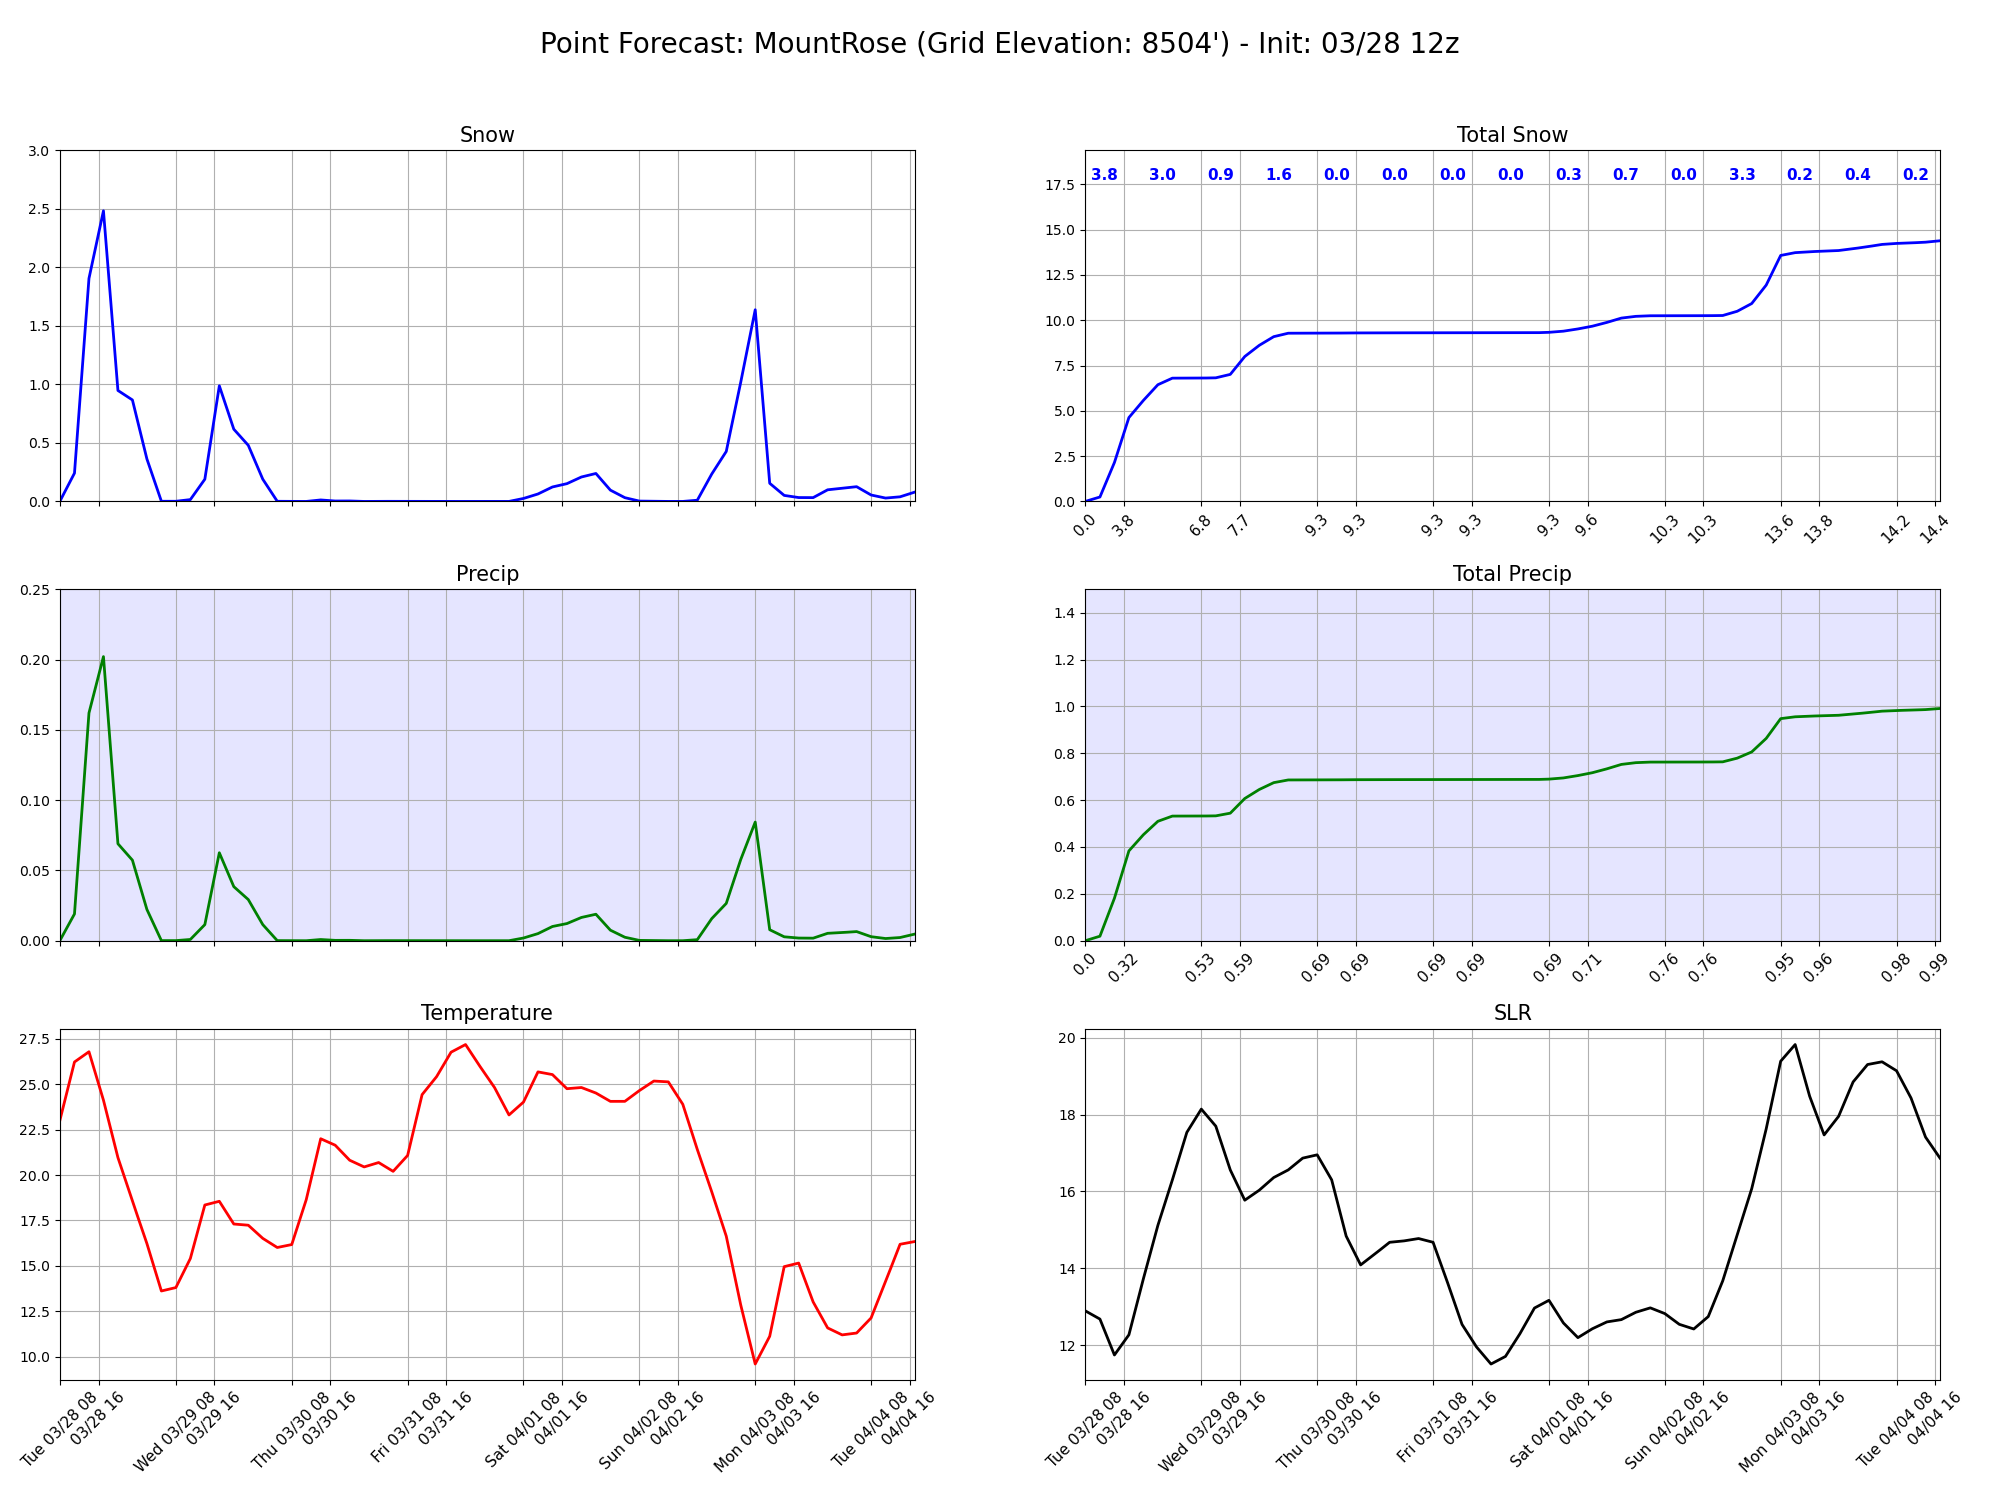 Point Forecast: MountRose (Grid Elevation: 8504') - Init: 03/28 12z
Snow
3.0
2.5
2.0
1.5
1.0
0.5
0.0
Total Snow
3.8 3.0 0.9 1.6 0.0 0.0 0.0 0.0 0.3 0.7 0.0 3.3 0.2 0.4 0.2
17.5
15.0
12.5
10.0
7.5
5.0
2.5
0.0
0.0 3.8 6.8 7.7 9.3 9.3 9.3 9.3 9.3 9.6 10.3 10.3 13.6 13.8 14.2 14.4
Precip
0.25
0.20
0.15
0.10
0.05
0.00
Total Precip
1.4
1.2
1.0
0.8
0.6
0.4
0.2
0.0
0.0 0.32 0.53 0.59 0.69 0.69 0.69 0.69 0.69 0.71 0.76 0.76 0.95 0.96 0.98 0.99
Temperature
27.5
25.0
22.5
20.0
17.5
15.0
12.5
10.0
Tue 03/28 08
03/28 16
Wed 03/29 08
03/29 16
Thu 03/30 08
03/30 16
Fri 03/31 08
03/31 16
Sat 04/01 08
04/01 16
Sun 04/02 08
04/02 16
Mon 04/03 08
04/03 16
Tue 04/04 08
04/04 16
SLR
20
18
16
14
12
Tue 03/28 08
03/28 16
Wed 03/29 08
03/29 16
Thu 03/30 08
03/30 16
Fri 03/31 08
03/31 16
Sat 04/01 08
04/01 16
Sun 04/02 08
04/02 16
Mon 04/03 08
04/03 16
Tue 04/04 08
04/04 16